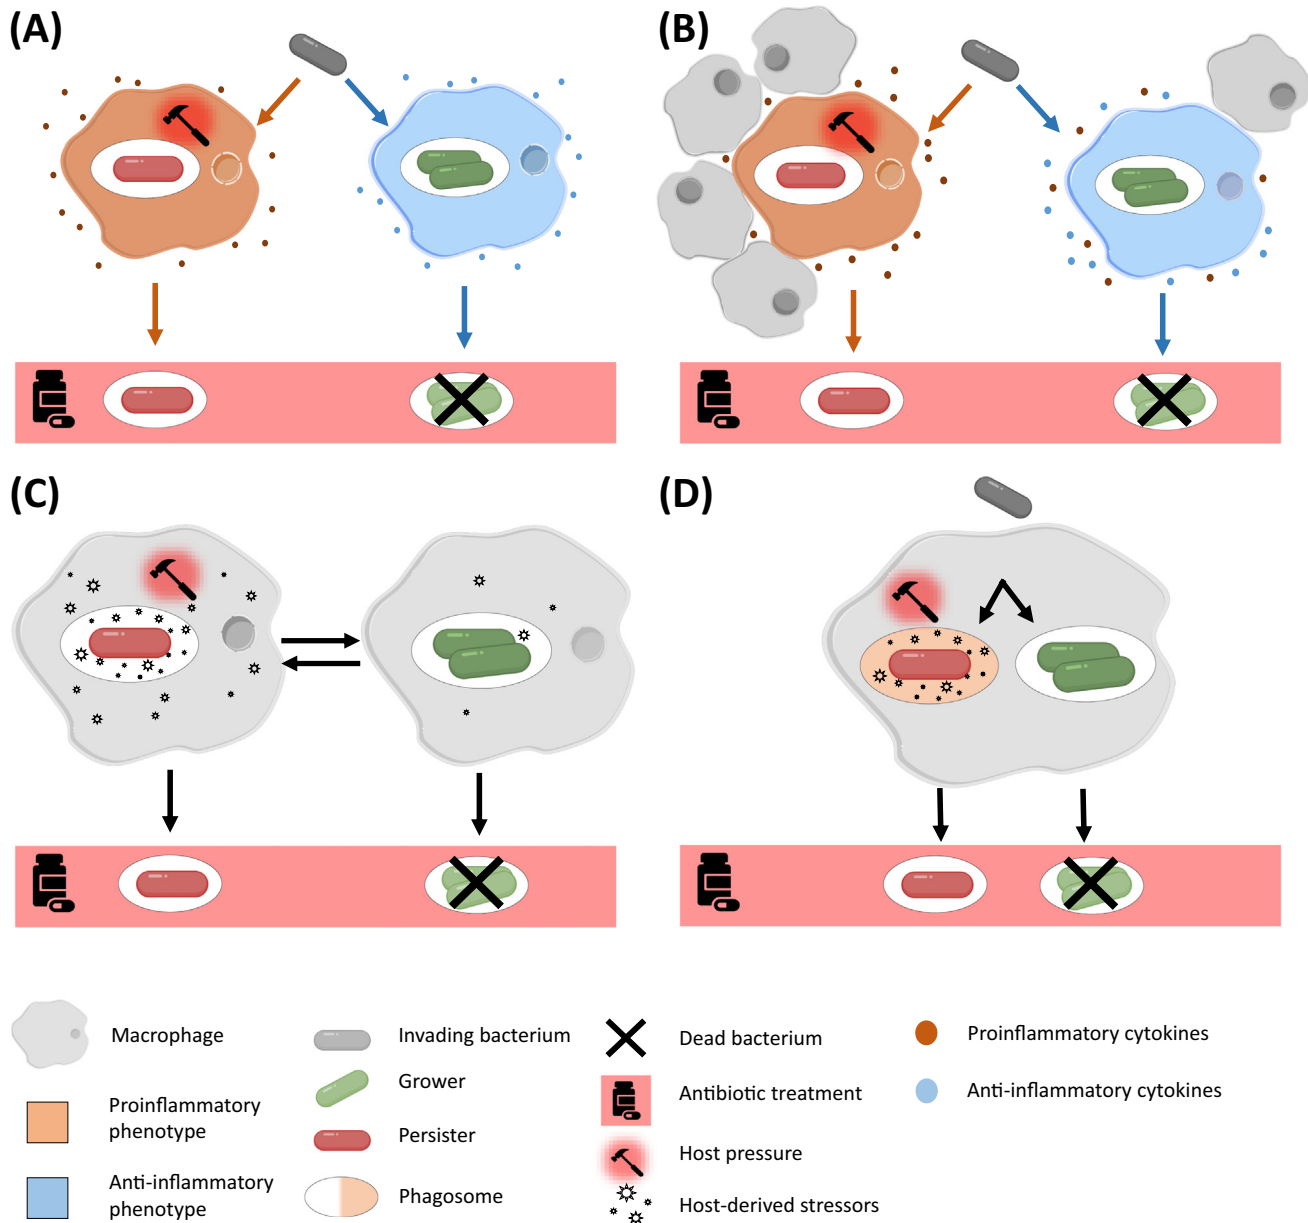 (A)
(B)
(C)
(D)
Macrophage
Proinflammatory
phenotype
Anti-inflammatory
phenotype
Invading bacterium
Grower
Persister
Phagosome
Dead bacterium
Antibiotic treatment
Host pressure
Host-derived stressors
Proinflammatory cytokines
Anti-inflammatory cytokines